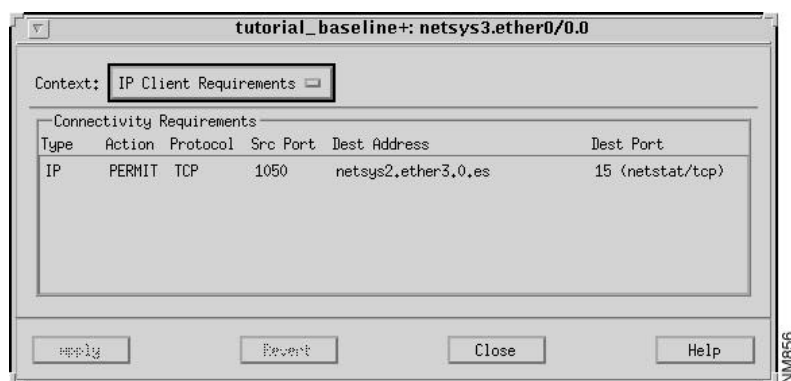 tutorial_baseline+: netsys3.ether0/0.0
Context: IP Client Requirements
Connectivity Requirements
Type Action Protocol Src Port Dest Address Dest Port
IP PERMIT TCP 1050 netsys2.ether3.0.es 15 (netstat/tcp)
Apply Revert Close Help
NM856